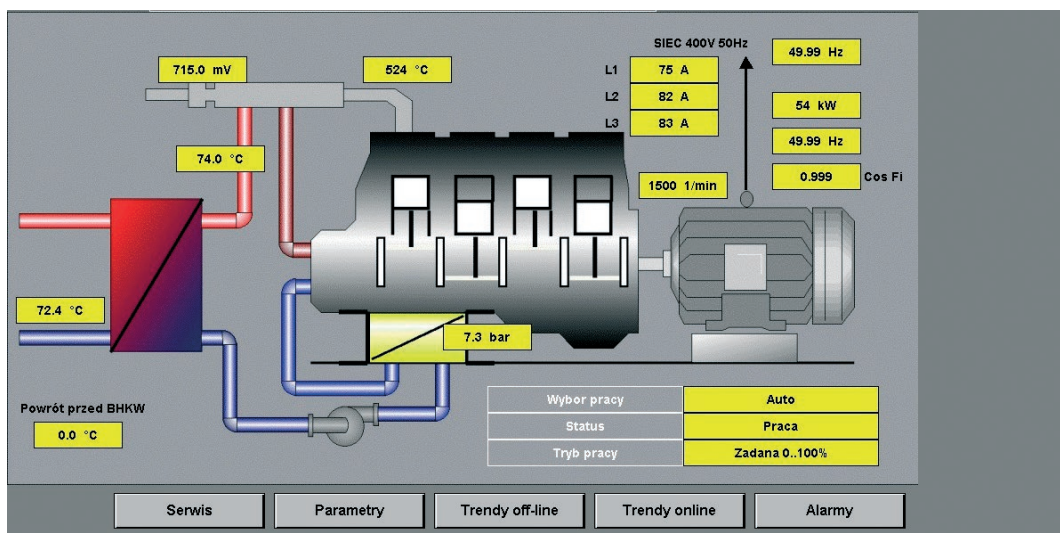 SIEC 400V 50Hz
49.99 Hz
715.0 mV
524 °C
L1 75 A
L2 82 A
L3 83 A
54 kW
49.99 Hz
74.0 °C
1500 1/min
0.999 Cos Fi
72.4 °C
7.3 bar
Powrót przed BHKW
0.0 °C
Wybor pracy Auto
Status Praca
Tryb pracy Zadana 0..100%
Serwis Parametry Trendy off-line Trendy online Alarmy